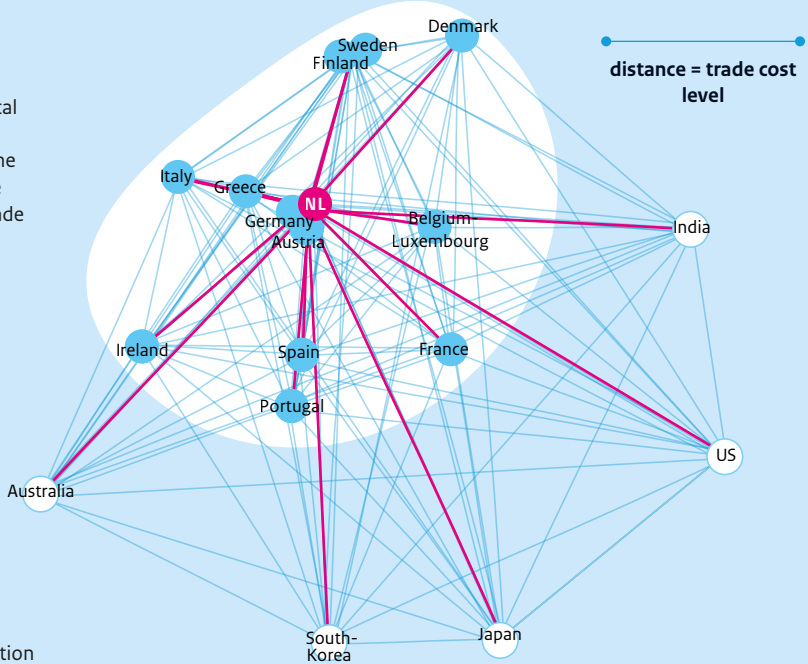 Denmark
Sweden
Finland
distance = trade cost
level
Italy
Greece
NL
Germany
Austria
Belgium-
Luxembourg
India
Ireland
Spain
France
Portugal
US
Australia
South-
Korea
Japan